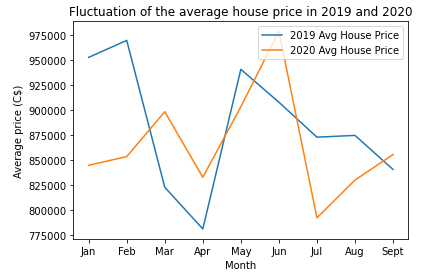 Fluctuation of the average house price in 2019 and 2020
2019 Avg House Price
2020 Avg House Price
Average price (C$)
975000
950000
925000
900000
875000
850000
825000
800000
775000
Jan Feb Mar Apr May Jun Jul Aug Sept
Month